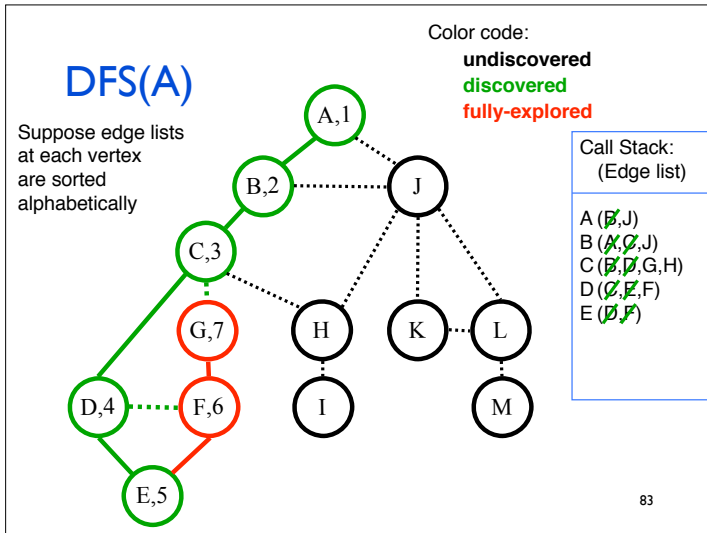 DFS(A)
Suppose edge lists
at each vertex
are sorted
alphabetically
Color code:
undiscovered
discovered
fully-explored
A,1
B,2
J
C,3
G,7
H
K
L
D,4
F,6
I
M
E,5
Call Stack:
(Edge list)
A (B,J)
B (A,C,J)
C (B,D,G,H)
D (C,E,F)
E (D,F)
83